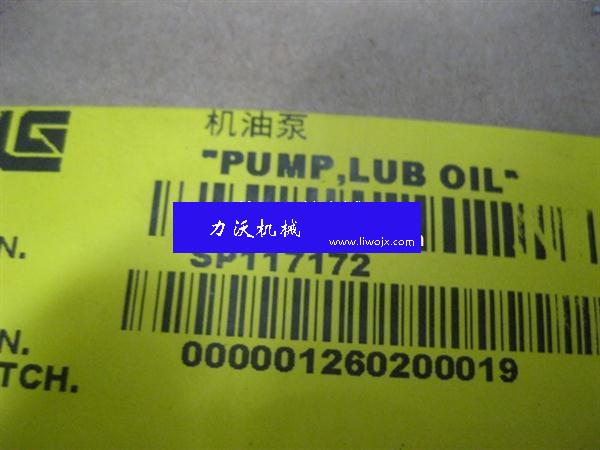 机油泵
"PUMP,LUB OIL"
力沃机械
www.liwojx.com
SP117172
N.
000001260200019
N.
TCH.